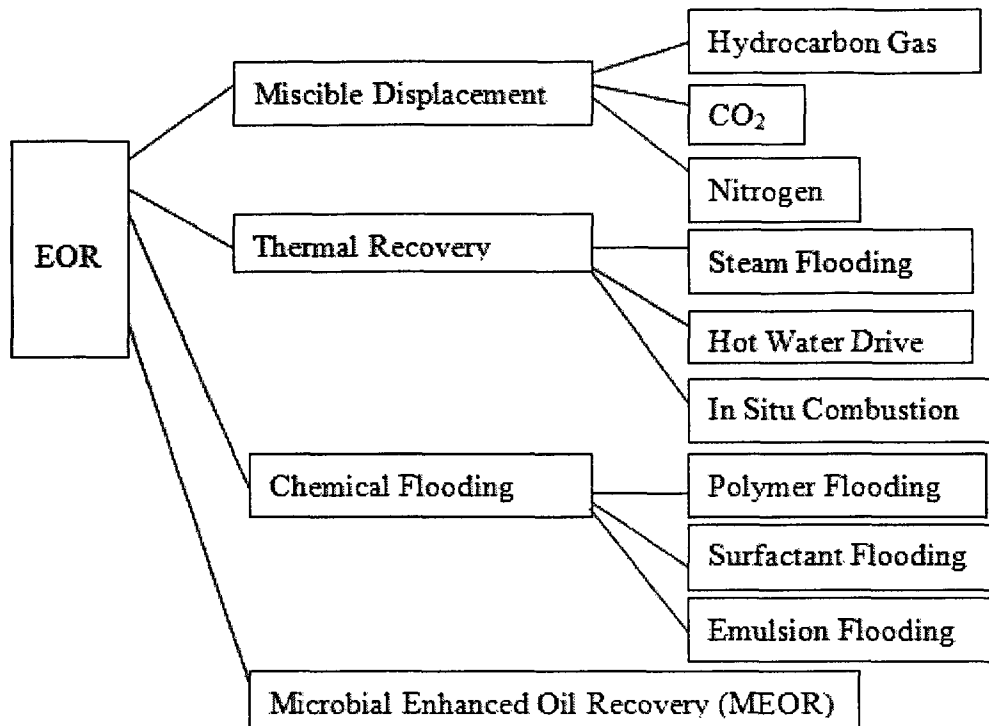 EOR
Miscible Displacement
Hydrocarbon Gas
CO₂
Nitrogen
Thermal Recovery
Steam Flooding
Hot Water Drive
In Situ Combustion
Chemical Flooding
Polymer Flooding
Surfactant Flooding
Emulsion Flooding
Microbial Enhanced Oil Recovery (MEOR)